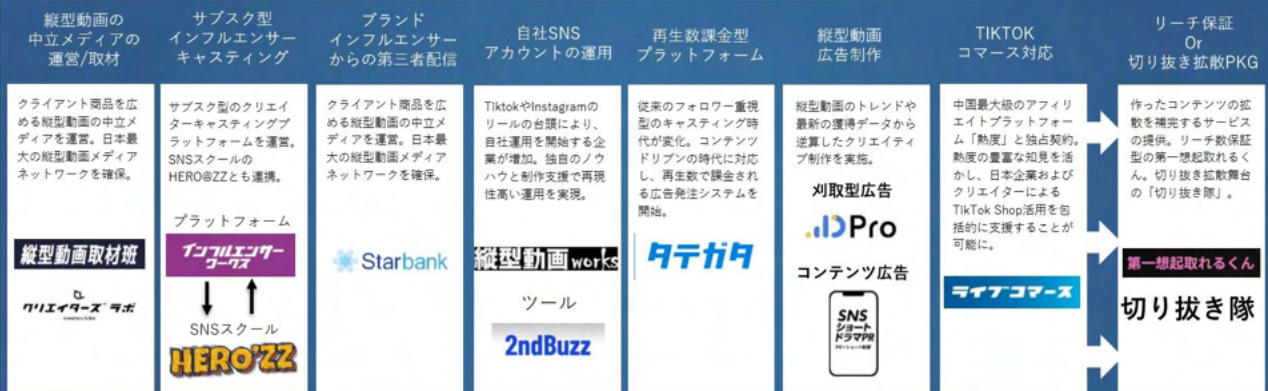 縦型動画の
中立メディアの
運営/取材
クライアント商品を広
める縦型動画の中立メ
ディアを運営。日本最
大の縦型動画メディア
ネットワークを確保。
縦型動画取材班
クリエイターズ ラボ
サブスク型
インフルエンサー
キャスティング
サブスク型のクリエイ
ターキャスティングプ
ラットフォームを運営。
SNSスクールの
HERO@ZZとも連携。
プラットフォーム
インフルエンサー
ワークス
SNSスクール
HERO'ZZ
ブランド
インフルエンサー
からの第三者配信
クライアント商品を広
める縦型動画の中立メ
ディアを運営。日本最
大の縦型動画メディア
ネットワークを確保。
Starbank
自社SNS
アカウントの運用
TiktokやInstagramの
リールの台頭により、
自社運用を開始する企
業が増加。独自のノウ
ハウと制作支援で再現
性高い運用を実現。
縦型動画works
ツール
2ndBuzz
再生数課金型
プラットフォーム
従来のフォロワー重視
型のキャスティング時
代が変化。コンテンツ
ドリブンの時代に対応
し、再生数で課金され
る広告発注システムを
開始。
タテガタ
縦型動画
広告制作
縦型動画のトレンドや
最新の獲得データから
逆算したクリエイティ
ブ制作を実施。
刈取型広告
Pro
コンテンツ広告
SNS
ショート
ドラマPR
TIKTOK
コマース対応
中国最大級のアフィリ
エイトプラットフォー
ム「熱度」と独占契約。
熱度の豊富な知見を活
かし、日本企業および
クリエイターによる
TikTok Shop活用を包
括的に支援することが
可能に。
ライブコマース
リーチ保証
Or
切り抜き拡散PKG
作ったコンテンツの拡
散を補完するサービス
の提供。リーチ数保証
型の第一想起取れるく
ん。切り抜き拡散舞台
の「切り抜き隊」。
第一想起取れるくん
切り抜き隊